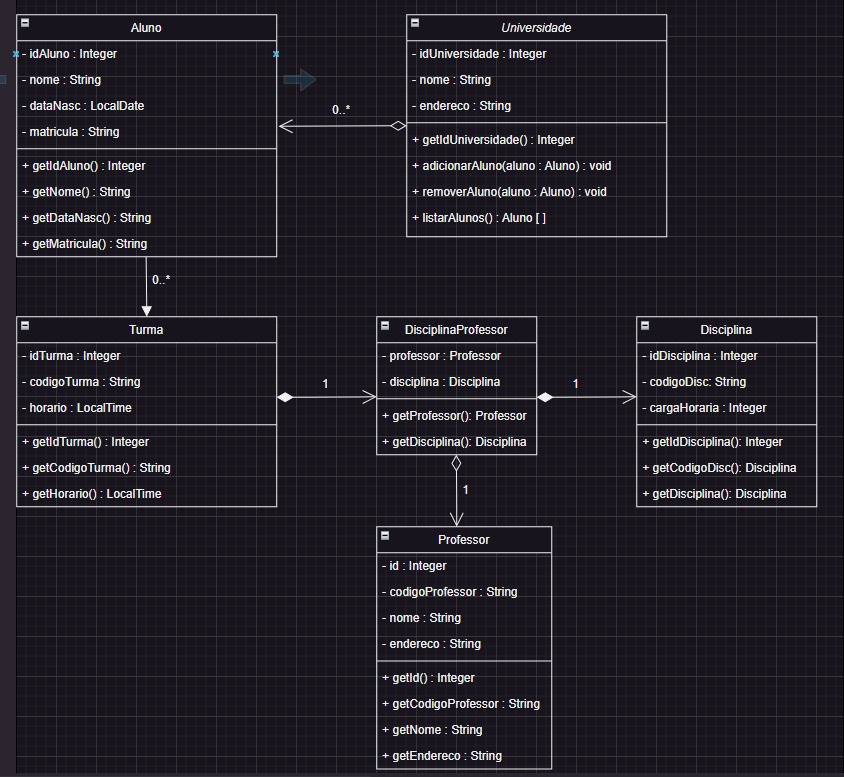 Aluno
- idAluno : Integer
- nome : String
- dataNasc : LocalDate
- matricula : String
+ getIdAluno() : Integer
+ getNome() : String
+ getDataNasc() : String
+ getMatricula() : String
Universidade
- idUniversidade : Integer
- nome : String
- endereco : String
+ getIdUniversidade() : Integer
+ adicionarAluno(aluno : Aluno) : void
+ removerAluno(aluno : Aluno) : void
+ listarAlunos() : Aluno [ ]
0..*
0..*
Turma
- idTurma : Integer
- codigoTurma : String
- horario : LocalTime
+ getIdTurma() : Integer
+ getCodigoTurma() : String
+ getHorario() : LocalTime
1
DisciplinaProfessor
- professor : Professor
- disciplina : Disciplina
+ getProfessor(): Professor
+ getDisciplina(): Disciplina
1
Disciplina
- idDisciplina : Integer
- codigoDisc: String
- cargaHoraria : Integer
+ getIdDisciplina(): Integer
+ getCodigoDisc(): Disciplina
+ getDisciplina(): Disciplina
1
Professor
- id : Integer
- codigoProfessor : String
- nome : String
- endereco : String
+ getId() : Integer
+ getCodigoProfessor : String
+ getNome : String
+ getEndereco : String